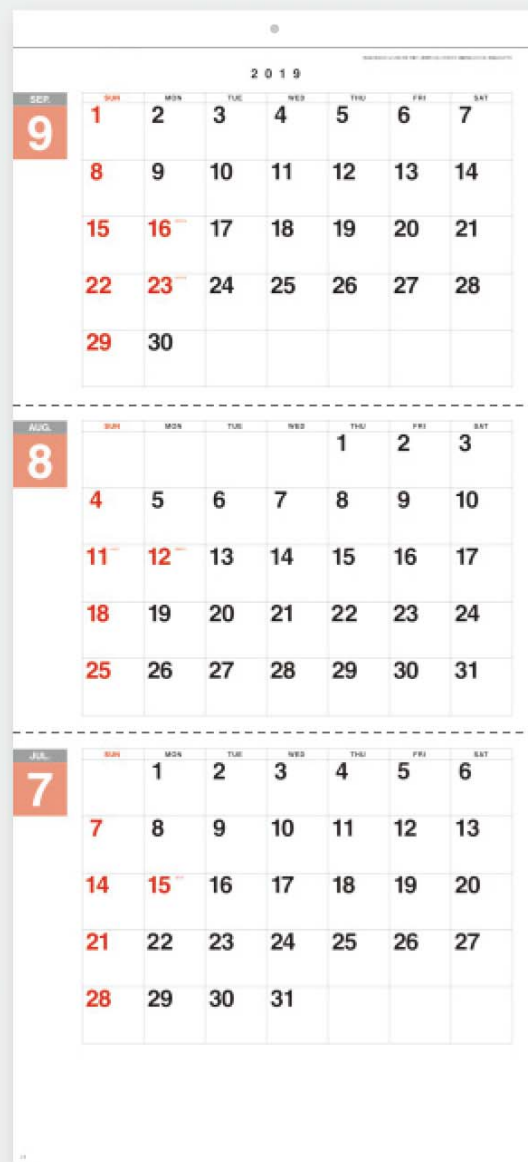 2019
SEP.
9
SUN MON TUE WED THU FRI SAT
1 2 3 4 5 6 7
8 9 10 11 12 13 14
15 16 17 18 19 20 21
22 23 24 25 26 27 28
29 30
AUG.
8
SUN MON TUE WED THU FRI SAT
1 2 3
4 5 6 7 8 9 10
11 12 13 14 15 16 17
18 19 20 21 22 23 24
25 26 27 28 29 30 31
JUL.
7
SUN MON TUE WED THU FRI SAT
1 2 3 4 5 6
7 8 9 10 11 12 13
14 15 16 17 18 19 20
21 22 23 24 25 26 27
28 29 30 31